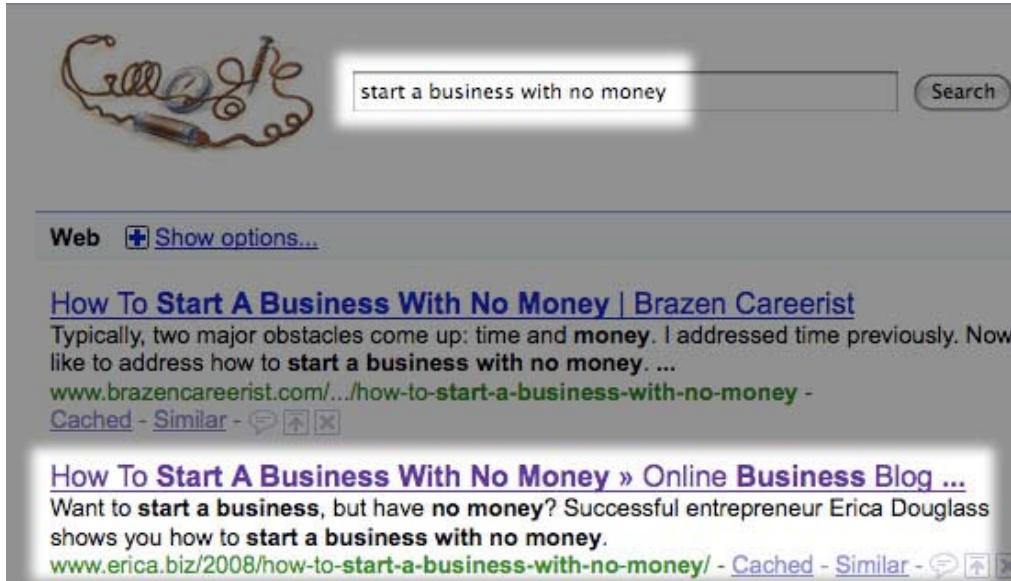 Google
start a business with no money
Search
Web Show options...
How To Start A Business With No Money | Brazen Careerist
Typically, two major obstacles come up: time and money. I addressed time previously. Now
like to address how to start a business with no money. ...
www.brazencareerist.com/.../how-to-start-a-business-with-no-money -
Cached - Similar -
How To Start A Business With No Money » Online Business Blog ...
Want to start a business, but have no money? Successful entrepreneur Erica Douglass
shows you how to start a business with no money.
www.erica.biz/2008/how-to-start-a-business-with-no-money/ - Cached - Similar -